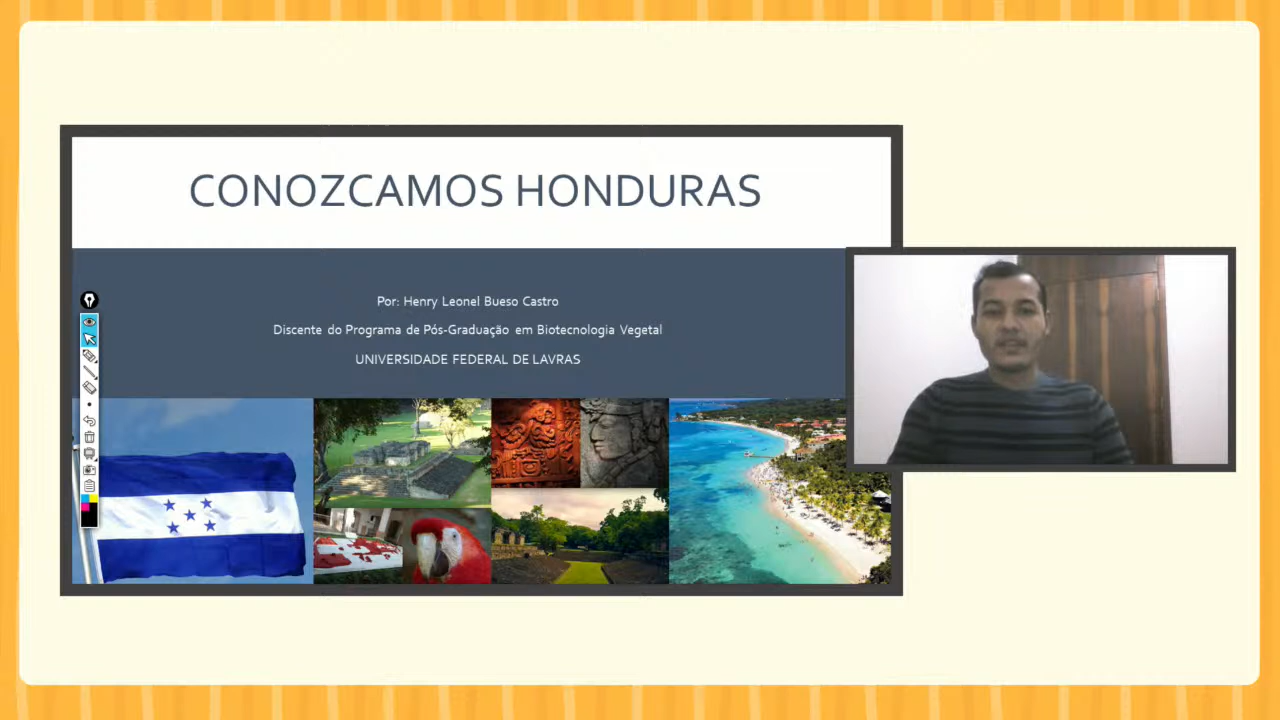 CONOZCAMOS HONDURAS
Por: Henry Leonel Bueso Castro
Discente do Programa de Pós-Graduação em Biotecnologia Vegetal
UNIVERSIDADE FEDERAL DE LAVRAS